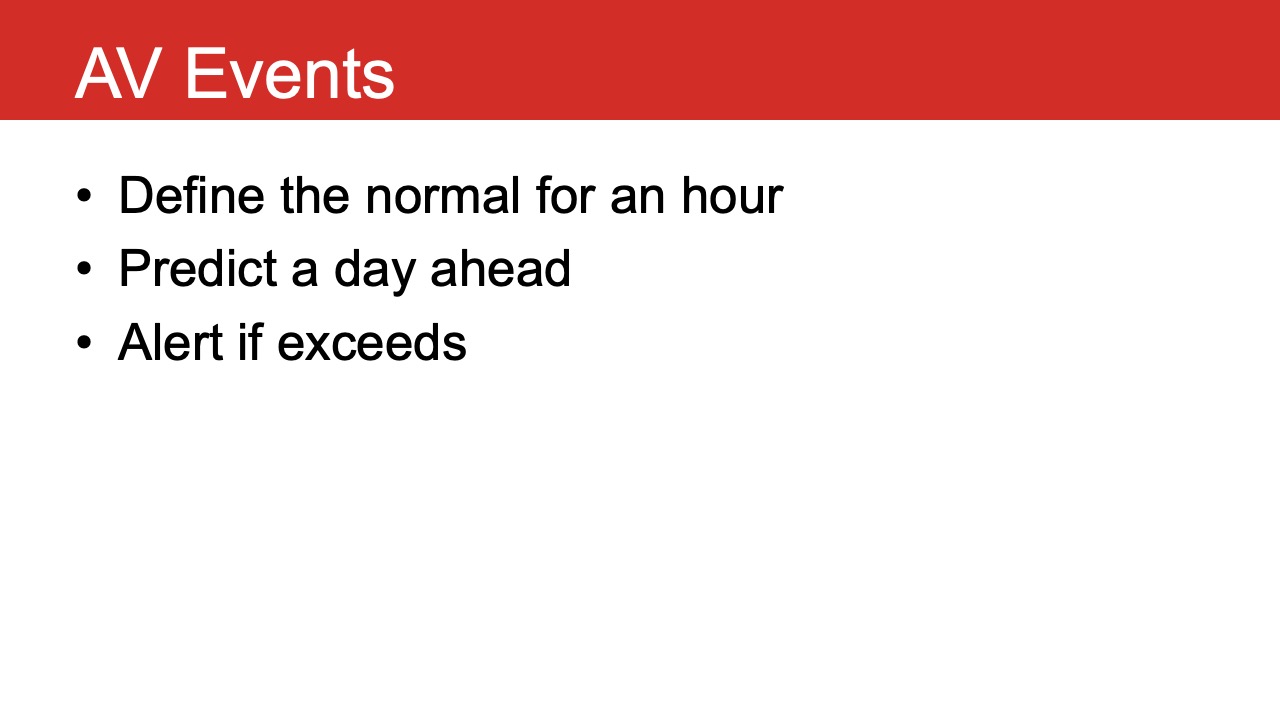 AV Events
• Define the normal for an hour
• Predict a day ahead
• Alert if exceeds